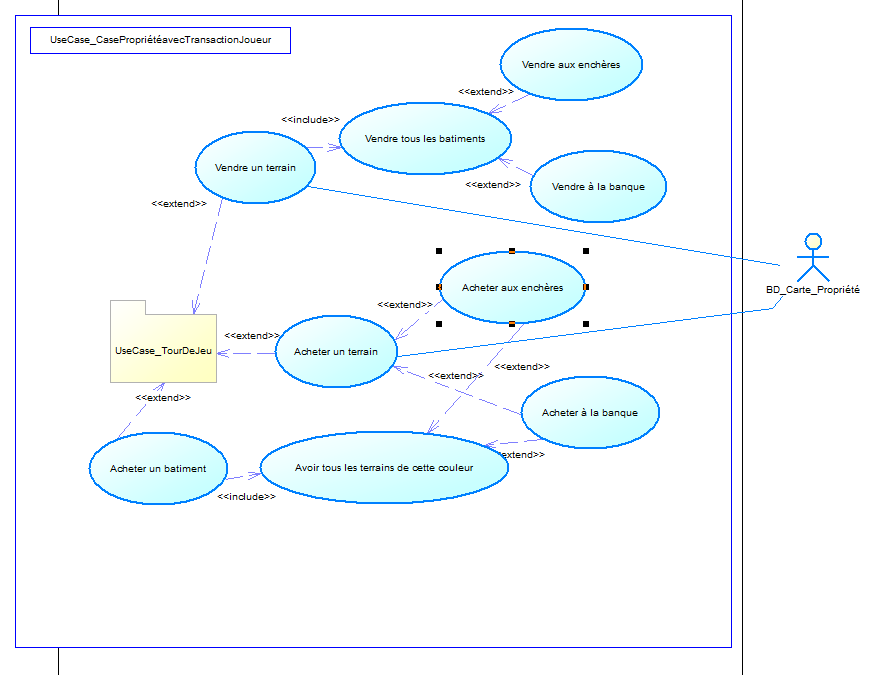 UseCase_CasePropriétéavecTransactionJoueur
Vendre aux enchères
<<extend>>
<<include>>
Vendre tous les batiments
Vendre un terrain
<<extend>>
Vendre à la banque
<<extend>>
BD_Carte_Propriété
Acheter aux enchères
<<extend>>
<<extend>>
UseCase_TourDeJeu
Acheter un terrain
<<extend>>
<<extend>>
<<extend>>
Acheter à la banque
extend>>
Acheter un batiment
Avoir tous les terrains de cette couleur
<<include>>